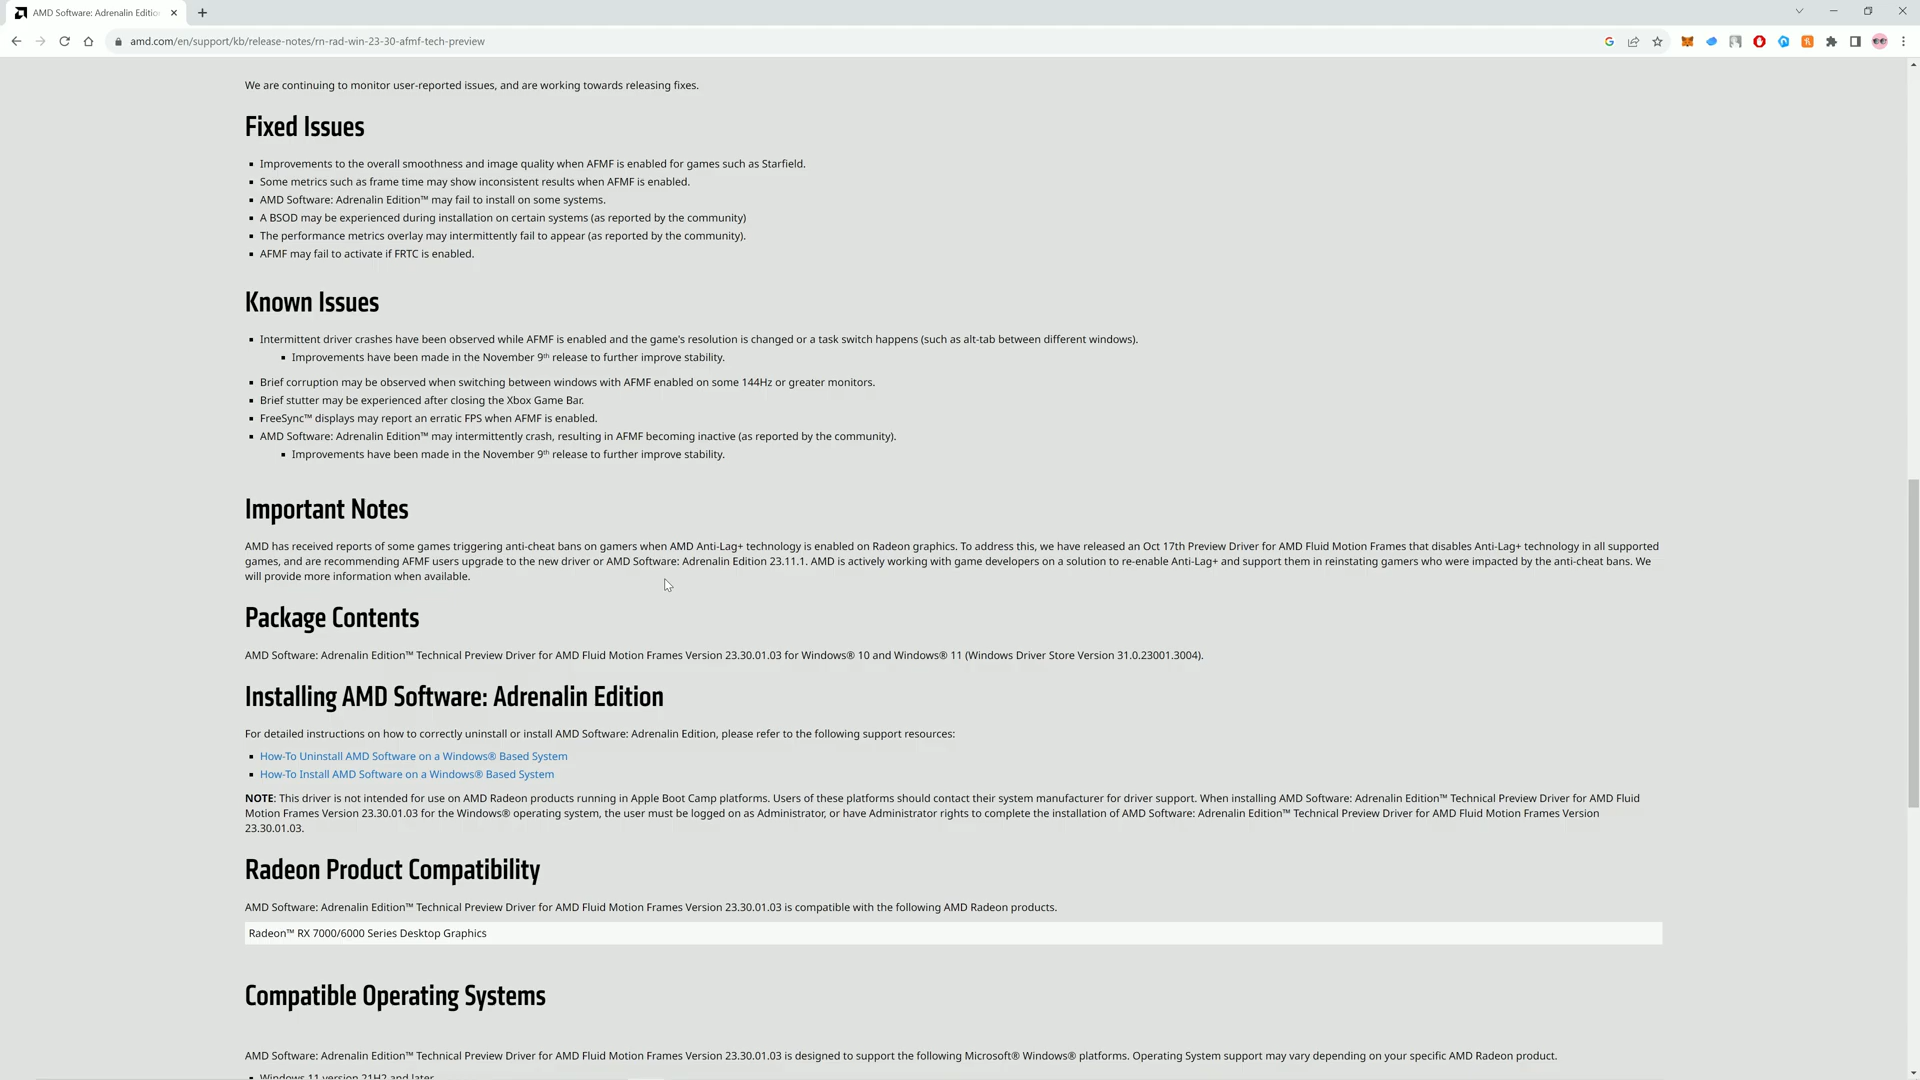 AMD Software: Adrenalin Editio
amd.com/en/support/kb/release-notes/rn-rad-win-23-30-afmf-tech-preview
We are continuing to monitor user-reported issues, and are working towards releasing fixes.
Fixed Issues
Improvements to the overall smoothness and image quality when AFMF is enabled for games such as Starfield.
Some metrics such as frame time may show inconsistent results when AFMF is enabled.
AMD Software: Adrenalin Edition™ may fail to install on some systems.
A BSOD may be experienced during installation on certain systems (as reported by the community)
The performance metrics overlay may intermittently fail to appear (as reported by the community).
AFMF may fail to activate if FRTC is enabled.
Known Issues
Intermittent driver crashes have been observed while AFMF is enabled and the game's resolution is changed or a task switch happens (such as alt-tab between different windows).
Improvements have been made in the November 9th release to further improve stability.
Brief corruption may be observed when switching between windows with AFMF enabled on some 144Hz or greater monitors.
Brief stutter may be experienced after closing the Xbox Game Bar.
FreeSync™ displays may report an erratic FPS when AFMF is enabled.
AMD Software: Adrenalin Edition™ may intermittently crash, resulting in AFMF becoming inactive (as reported by the community).
Improvements have been made in the November 9th release to further improve stability.
Important Notes
AMD has received reports of some games triggering anti-cheat bans on gamers when AMD Anti-Lag+ technology is enabled on Radeon graphics. To address this, we have released an Oct 17th Preview Driver for AMD Fluid Motion Frames that disables Anti-Lag+ technology in all supported
games, and are recommending AFMF users upgrade to the new driver or AMD Software: Adrenalin Edition 23.11.1. AMD is actively working with game developers on a solution to re-enable Anti-Lag+ and support them in reinstating gamers who were impacted by the anti-cheat bans. We
will provide more information when available.
Package Contents
AMD Software: Adrenalin Edition™ Technical Preview Driver for AMD Fluid Motion Frames Version 23.30.01.03 for Windows® 10 and Windows® 11 (Windows Driver Store Version 31.0.23001.3004).
Installing AMD Software: Adrenalin Edition
For detailed instructions on how to correctly uninstall or install AMD Software: Adrenalin Edition, please refer to the following support resources:
How-To Uninstall AMD Software on a Windows® Based System
How-To Install AMD Software on a Windows® Based System
NOTE: This driver is not intended for use on AMD Radeon products running in Apple Boot Camp platforms. Users of these platforms should contact their system manufacturer for driver support. When installing AMD Software: Adrenalin Edition™ Technical Preview Driver for AMD Fluid
Motion Frames Version 23.30.01.03 for the Windows® operating system, the user must be logged on as Administrator, or have Administrator rights to complete the installation of AMD Software: Adrenalin Edition™ Technical Preview Driver for AMD Fluid Motion Frames Version
23.30.01.03.
Radeon Product Compatibility
AMD Software: Adrenalin Edition™ Technical Preview Driver for AMD Fluid Motion Frames Version 23.30.01.03 is compatible with the following AMD Radeon products.
Radeon™ RX 7000/6000 Series Desktop Graphics
Compatible Operating Systems
AMD Software: Adrenalin Edition™ Technical Preview Driver for AMD Fluid Motion Frames Version 23.30.01.03 is designed to support the following Microsoft® Windows® platforms. Operating System support may vary depending on your specific AMD Radeon product.
Windows 11 version 21H2 and later